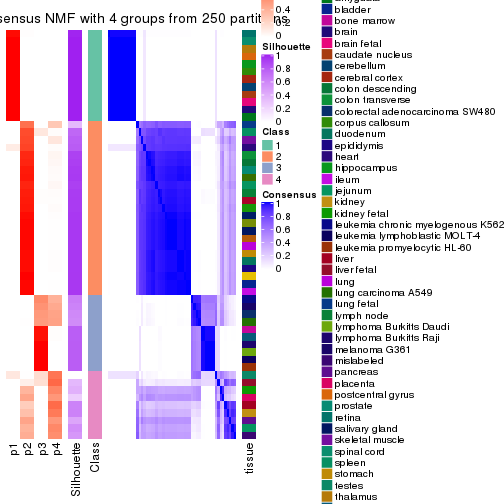 sensus NMF with 4 groups from 250 partitions
0.4
0.2
0
Silhouette
1
0.8
0.6
0.4
0.2
0
Class
1
2
3
4
Consensus
1
0.8
0.6
0.4
0.2
0
p1
p2
p3
p4
Silhouette
Class
tissue
bladder
bone marrow
brain
brain fetal
caudate nucleus
cerebellum
cerebral cortex
colon descending
colon transverse
colorectal adenocarcinoma SW480
corpus callosum
duodenum
epididymis
heart
hippocampus
ileum
jejunum
kidney
kidney fetal
leukemia chronic myelogenous K562
leukemia lymphoblastic MOLT-4
leukemia promyelocytic HL-60
liver
liver fetal
lung
lung carcinoma A549
lung fetal
lymph node
lymphoma Burkitts Daudi
lymphoma Burkitts Raji
melanoma G361
mislabeled
pancreas
placenta
postcentral gyrus
prostate
retina
salivary gland
skeletal muscle
spinal cord
spleen
stomach
testes
thalamus